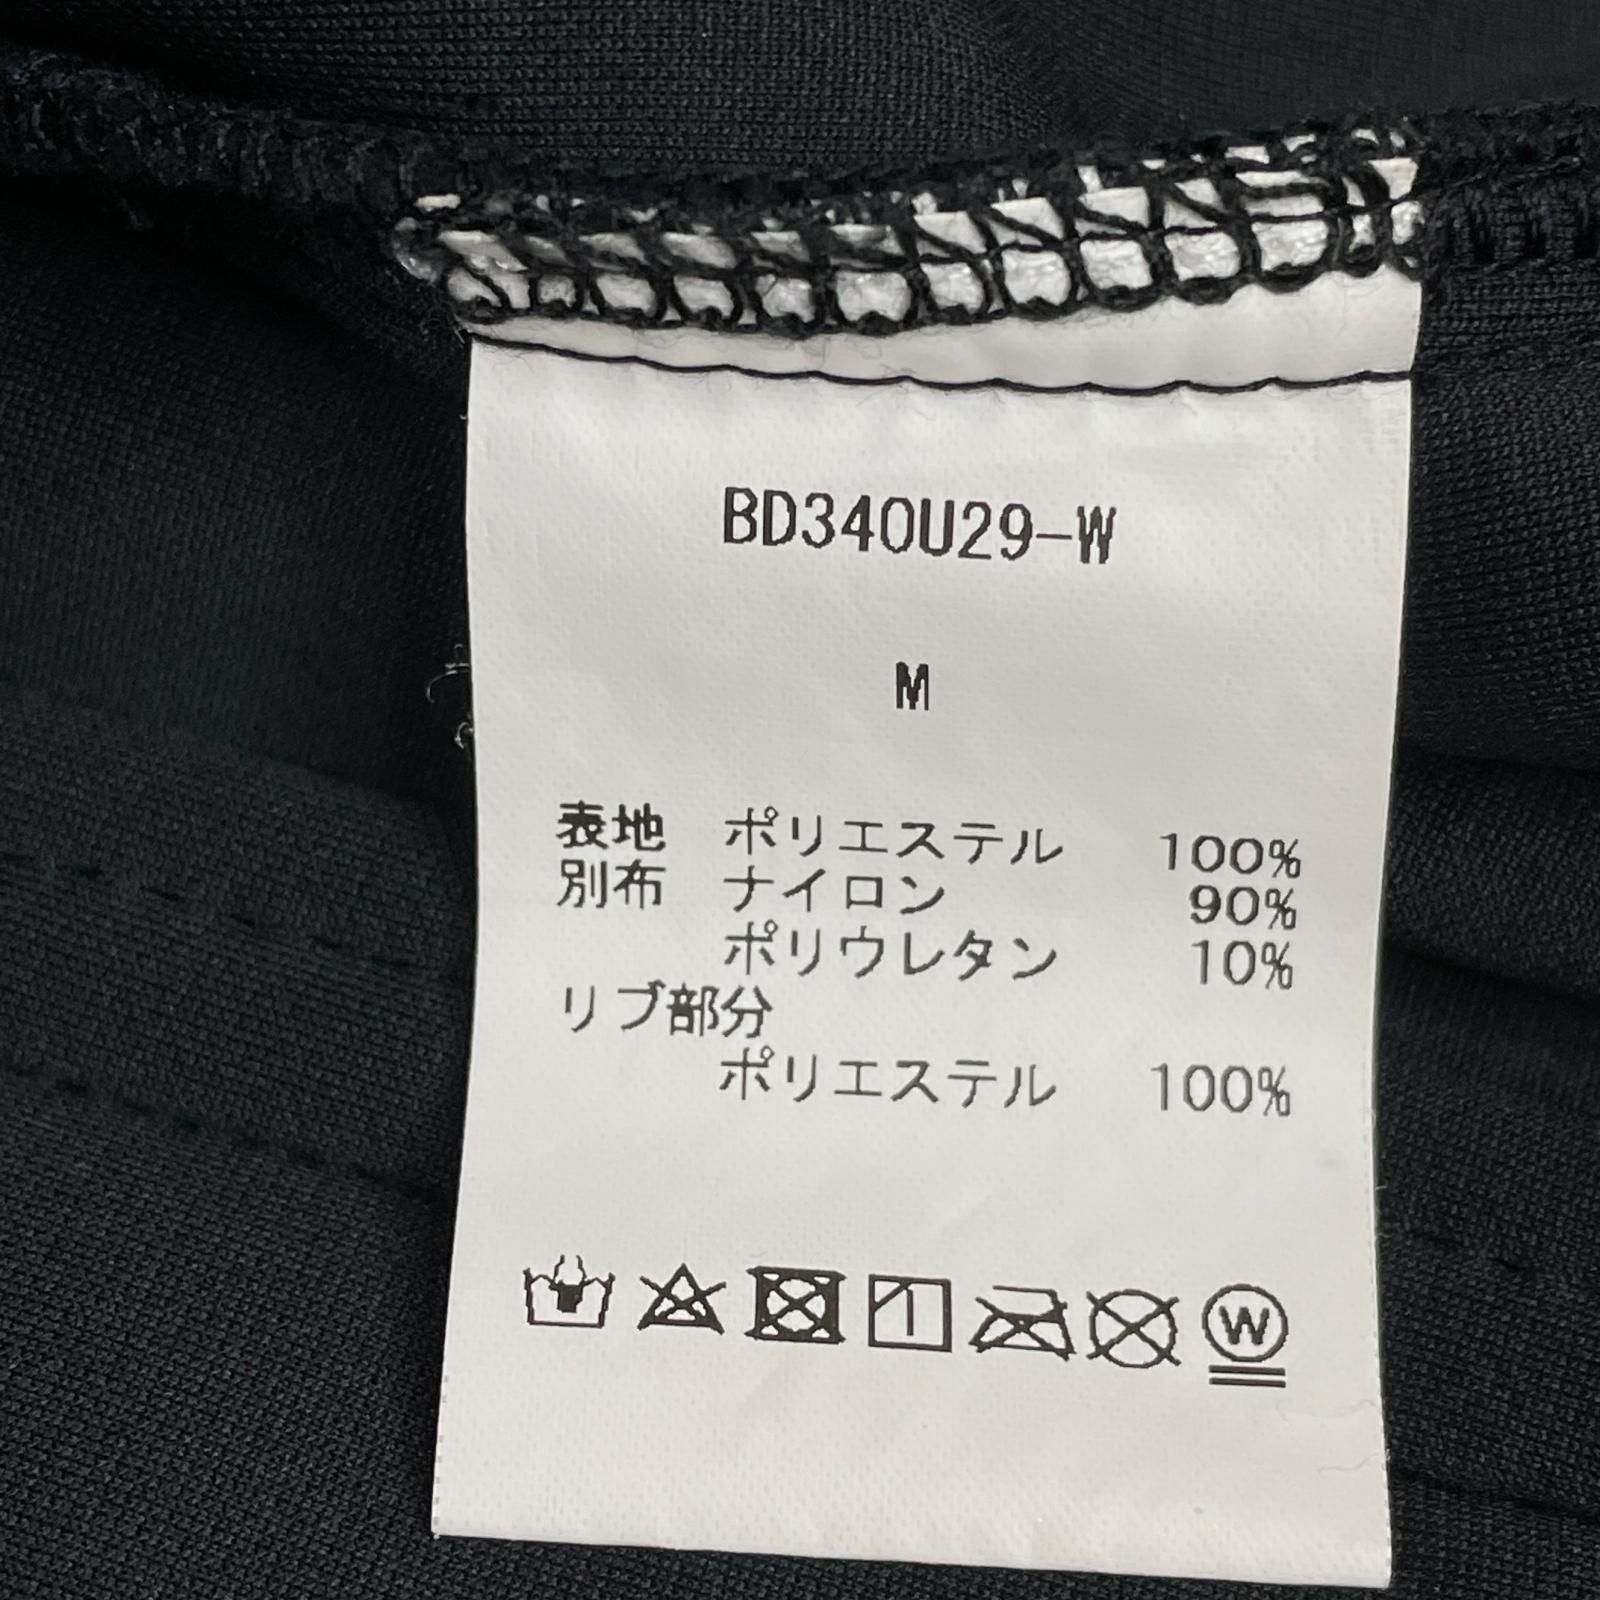 BD340U29-W
M
表地 ポリエステル 100%
別布 ナイロン 90%
ポリウレタン 10%
リブ部分
ポリエステル 100%
W